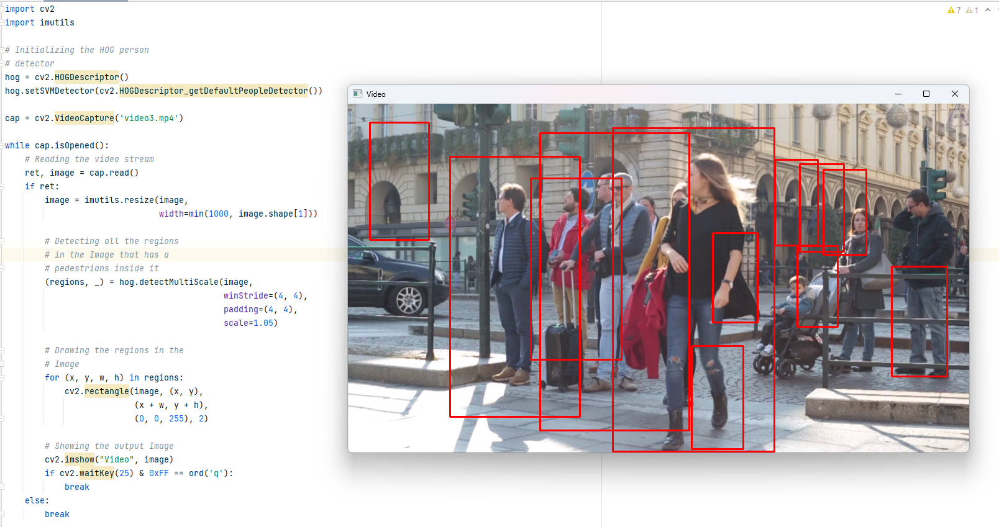 import cv2
import imutils
# Initializing the HOG person
# detector
hog = cv2.HOGDescriptor()
hog.setSVMDetector(cv2.HOGDescriptor_getDefaultPeopleDetector())
cap = cv2.VideoCapture('video3.mp4')
while cap.isOpened():
    # Reading the video stream
    ret, image = cap.read()
    if ret:
        image = imutils.resize(image,
                               width=min(1000, image.shape[1]))
        # Detecting all the regions
        # in the Image that has a
        # pedestrians inside it
        (regions, _) = hog.detectMultiScale(image,
                                            winStride=(4, 4),
                                            padding=(4, 4),
                                            scale=1.05)
        # Drawing the regions in the
        # Image
        for (x, y, w, h) in regions:
            cv2.rectangle(image, (x, y),
                          (x + w, y + h),
                          (0, 0, 255), 2)
        # Showing the output Image
        cv2.imshow("Video", image)
        if cv2.waitKey(25) & 0xFF == ord('q'):
            break
    else:
        break
7 1
Video